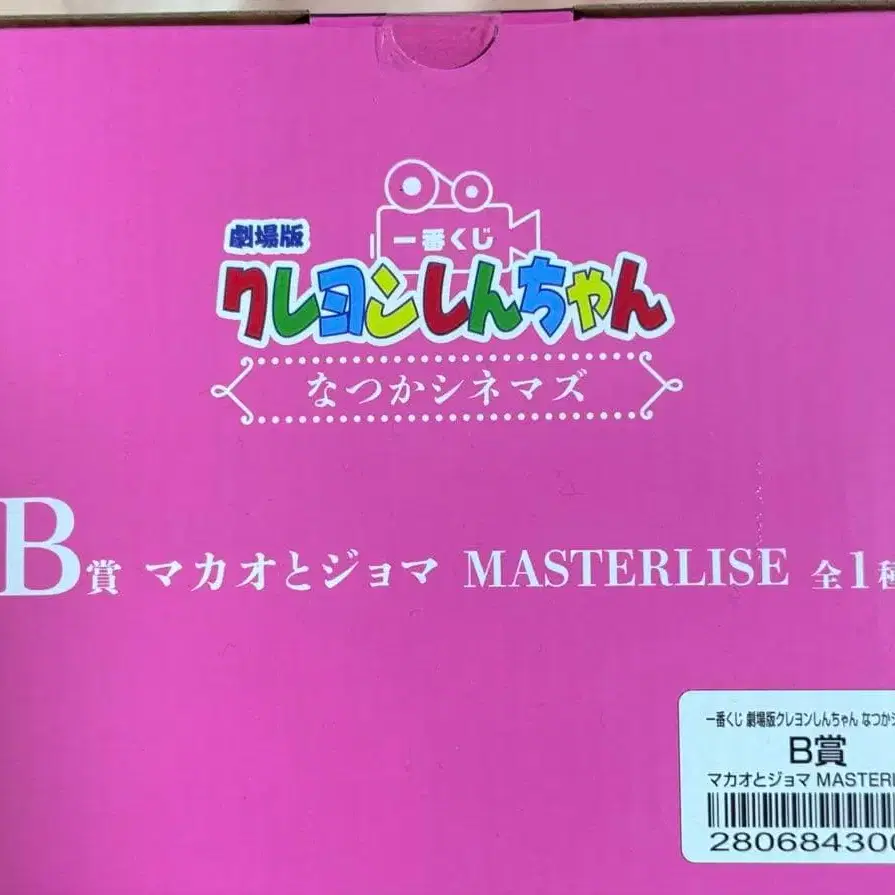 一番くじ
劇場版
クレヨンしんちゃん
なつかシネマズ
B賞 マカオとジョマ MASTERLISE 全1種
一番くじ 劇場版クレヨンしんちゃん なつか
B賞
マカオとジョマ MASTERL
280684300